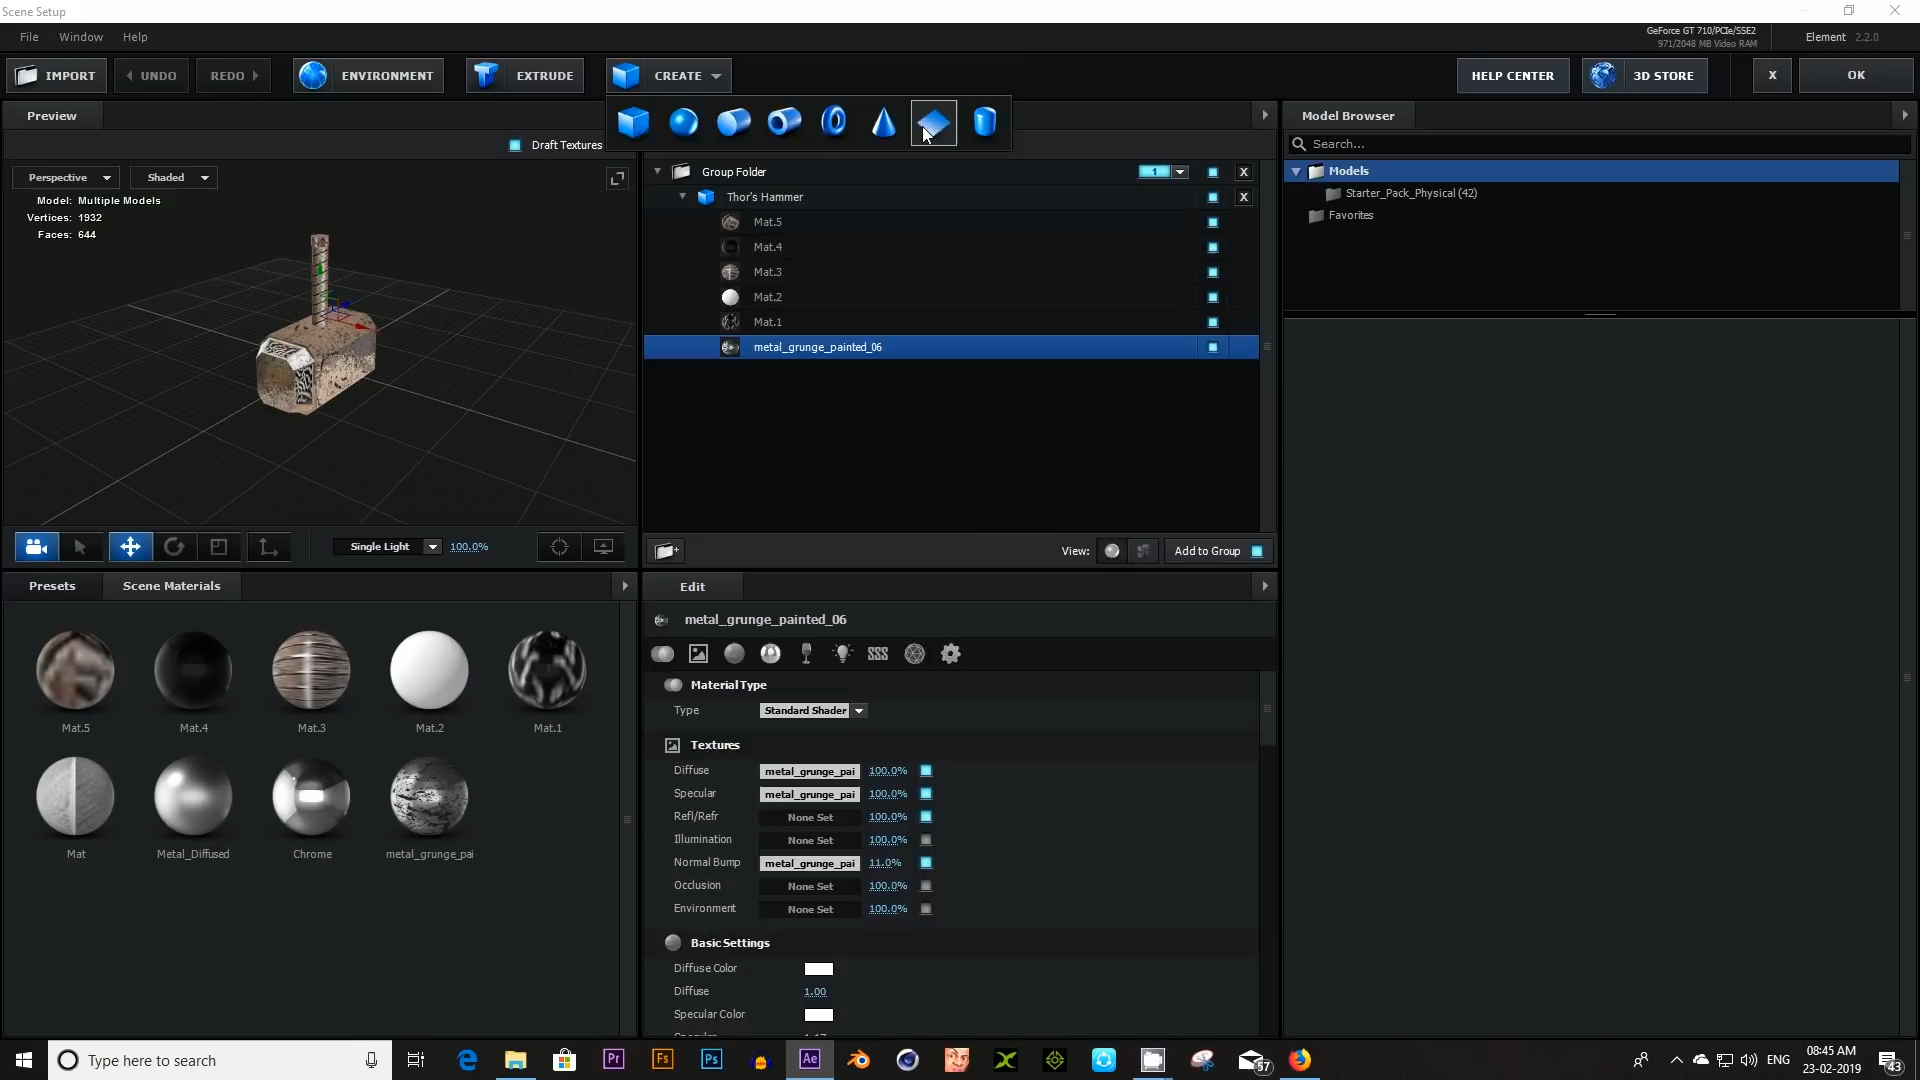 Scene Setup
File Window Help
GeForce GT 710/PCIe/SSE2
971/2048 MB Video RAM
Element 2.2.0
IMPORT UNDO REDO ENVIRONMENT EXTRUDE CREATE HELP CENTER 3D STORE X OK
Preview
Draft Textures
Perspective Shaded
Model: Multiple Models
Vertices: 1932
Faces: 644
Single Light 100.0%
Group Folder 1 X
Thor's Hammer X
Mat.5
Mat.4
Mat.3
Mat.2
Mat.1
metal_grunge_painted_06
View: Add to Group
Model Browser
Search...
Models
Starter_Pack_Physical (42)
Favorites
Presets Scene Materials
Mat.5 Mat.4 Mat.3 Mat.2 Mat.1
Mat Metal_Diffused Chrome metal_grunge_pai
Edit
metal_grunge_painted_06
Material Type
Type Standard Shader
Textures
Diffuse metal_grunge_pai 100.0%
Specular metal_grunge_pai 100.0%
Refl/Refr None Set 100.0%
Illumination None Set 100.0%
Normal Bump metal_grunge_pai 11.0%
Occlusion None Set 100.0%
Environment None Set 100.0%
Basic Settings
Diffuse Color
Diffuse 1.00
Specular Color
Type here to search
Pr Fs Ps Ae
57
ENG
08:45 AM
23-02-2019
43